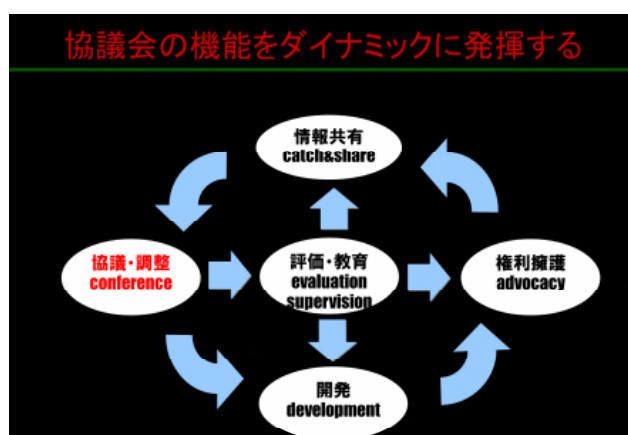 協議会の機能をダイナミックに発揮する
情報共有
catch&share
協議・調整
conference
評価・教育
evaluation
supervision
権利擁護
advocacy
開発
development